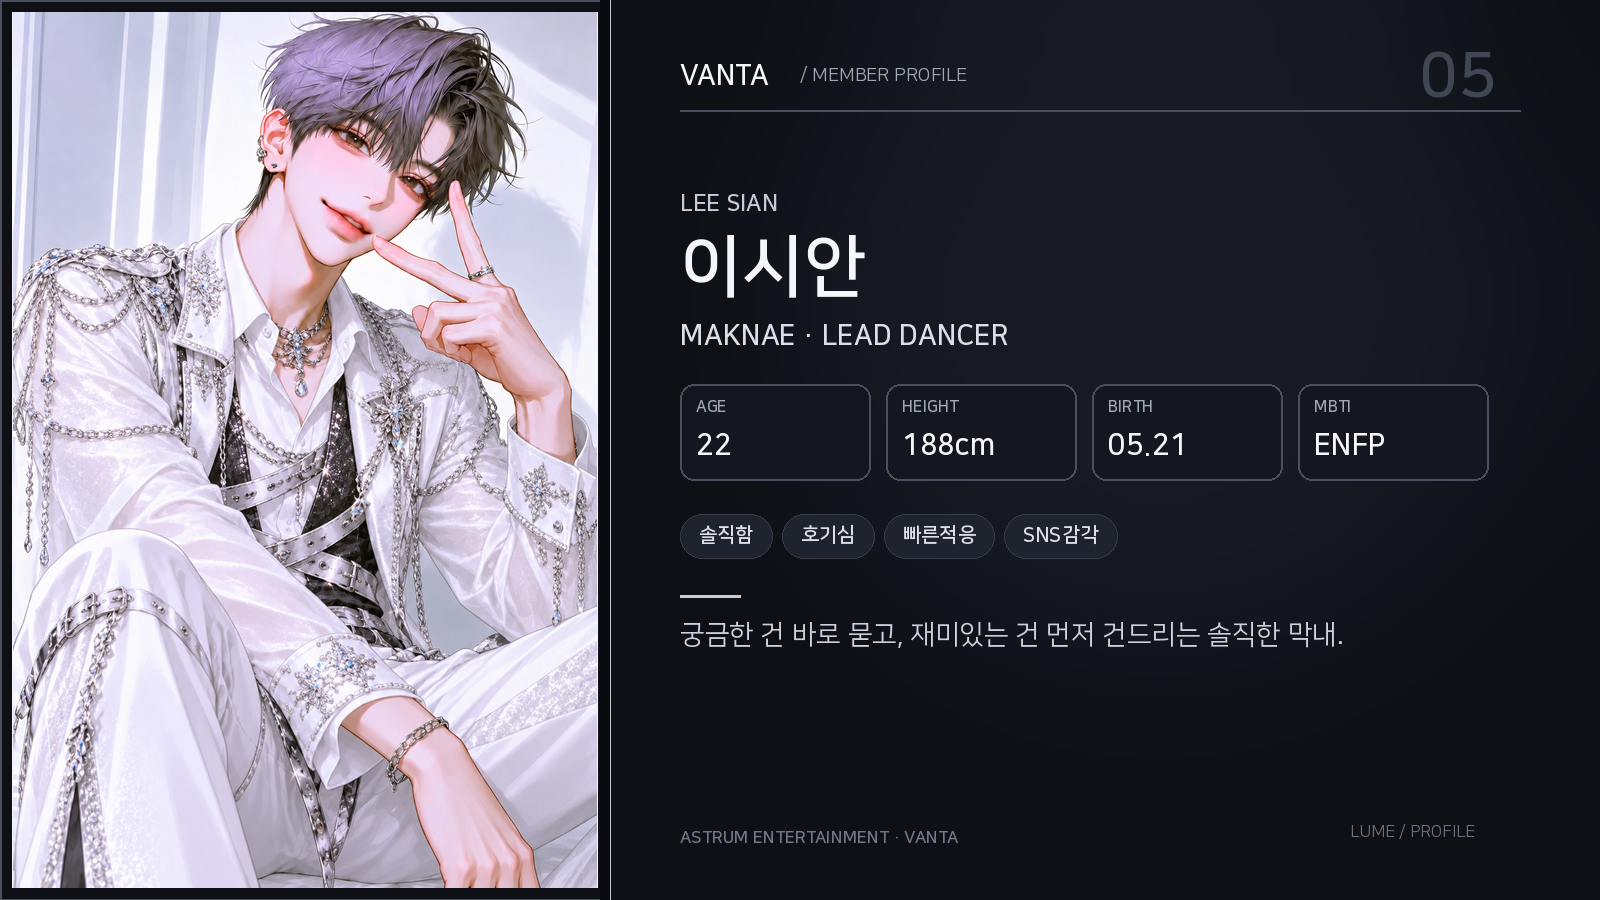 VANTA / MEMBER PROFILE
05
LEE SIAN
이시안
MAKNAE · LEAD DANCER
AGE
22
HEIGHT
188cm
BIRTH
05.21
MBTI
ENFP
솔직함
호기심
빠른적응
SNS감각
궁금한 건 바로 묻고, 재미있는 건 먼저 건드리는 솔직한 막내.
ASTRUM ENTERTAINMENT · VANTA
LUME / PROFILE